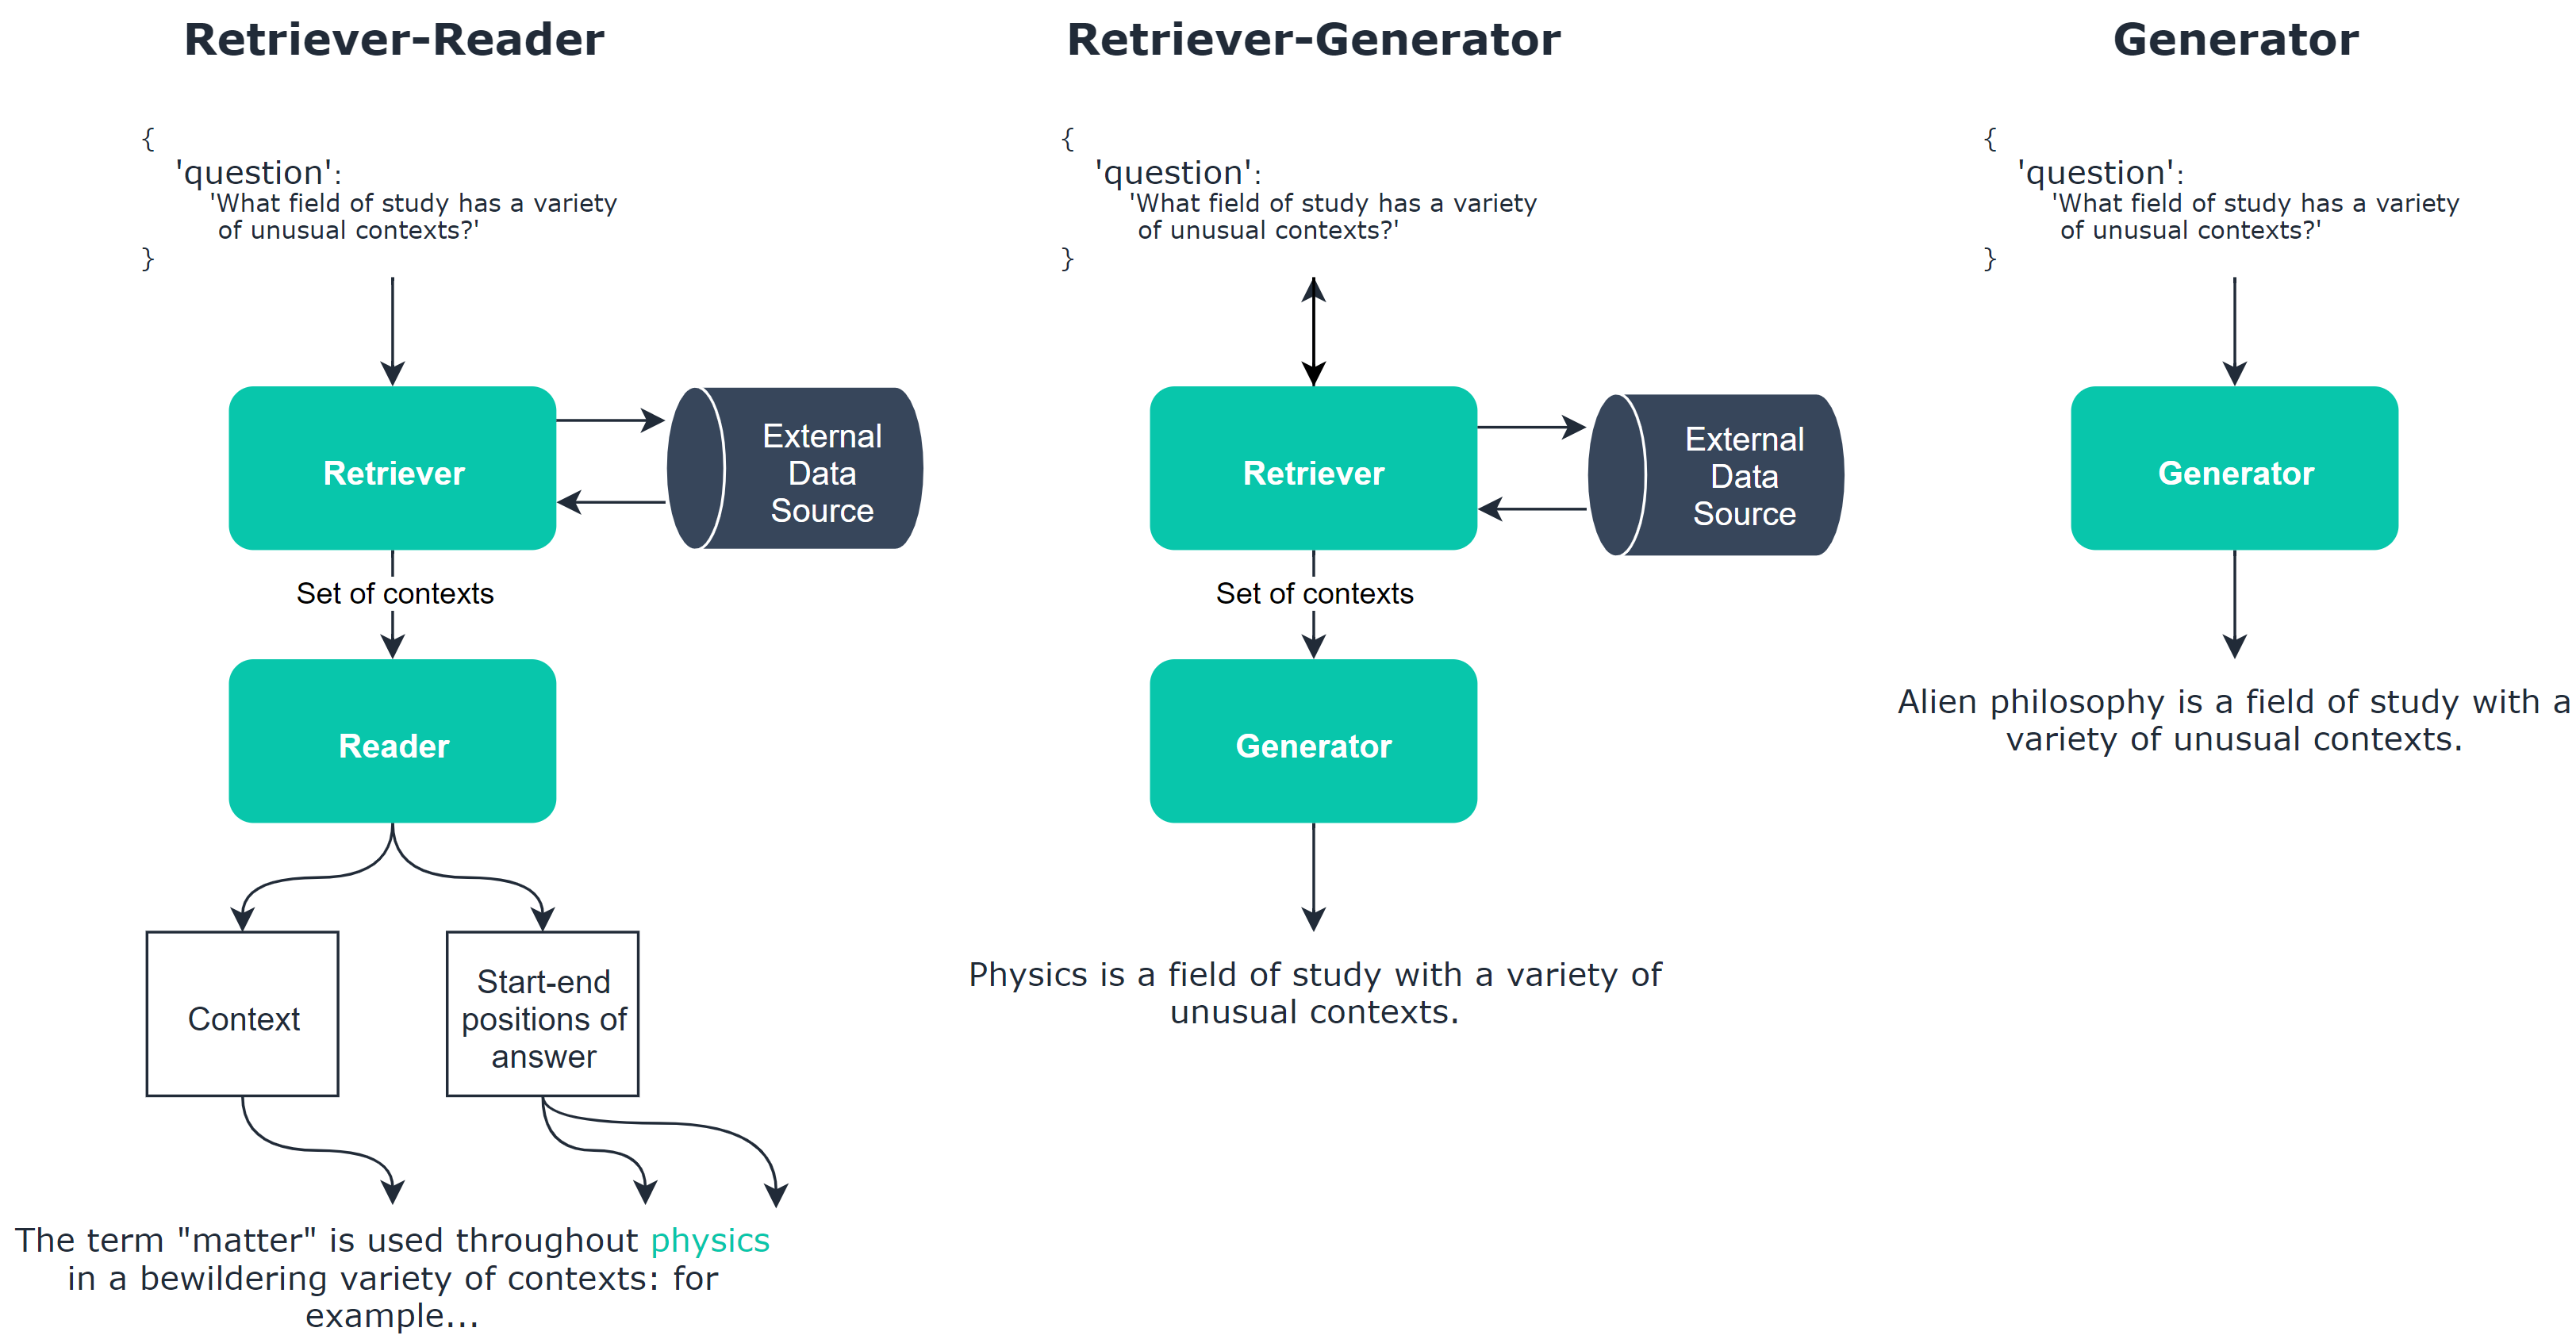 Retriever-Reader
{
'question':
'What field of study has a variety
of unusual contexts?'
}
Retriever
External
Data
Source
Set of contexts
Reader
Context
Start-end
positions of
answer
The term "matter" is used throughout physics
in a bewildering variety of contexts: for
example...
Retriever-Generator
{
'question':
'What field of study has a variety
of unusual contexts?'
}
Retriever
External
Data
Source
Set of contexts
Generator
Physics is a field of study with a variety of
unusual contexts.
Generator
{
'question':
'What field of study has a variety
of unusual contexts?'
}
Generator
Alien philosophy is a field of study with a
variety of unusual contexts.